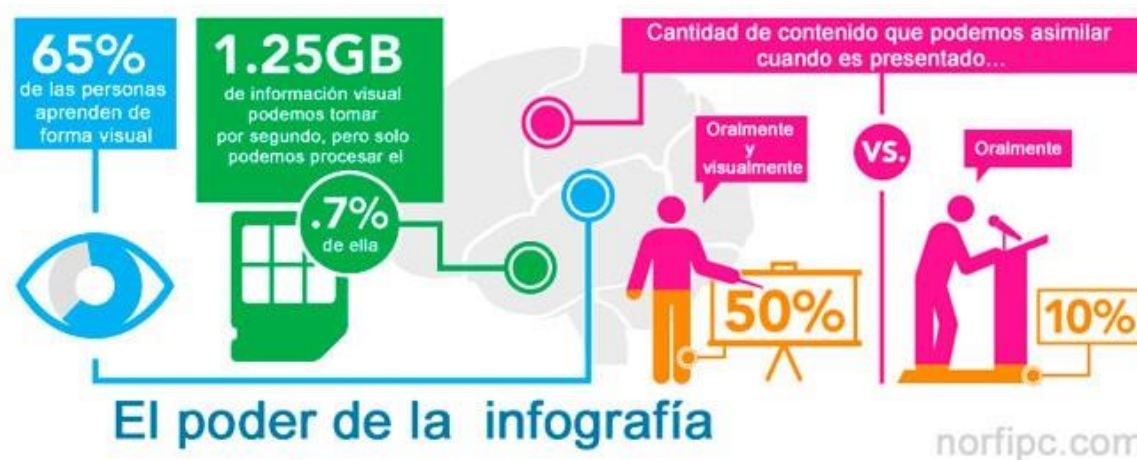 65%
de las personas
aprenden de
forma visual
1.25GB
de información visual
podemos tomar
por segundo, pero solo
podemos procesar el
.7%
de ella
Cantidad de contenido que podemos asimilar
cuando es presentado...
Oralmente
y
visualmente
vs.
Oralmente
50%
10%
El poder de la infografía
norfipc.com